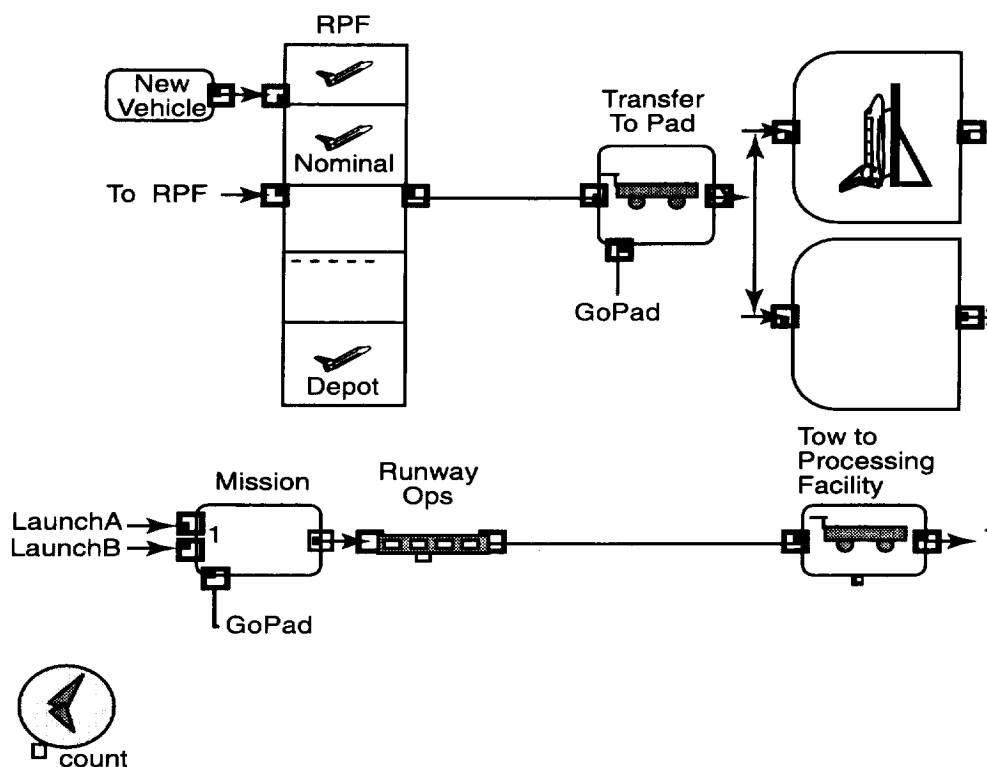 RPF
New
Vehicle
Nominal
To RPF
Depot
Transfer
To Pad
GoPad
Mission
LaunchA
LaunchB
1
GoPad
Runway
Ops
Tow to
Processing
Facility
count